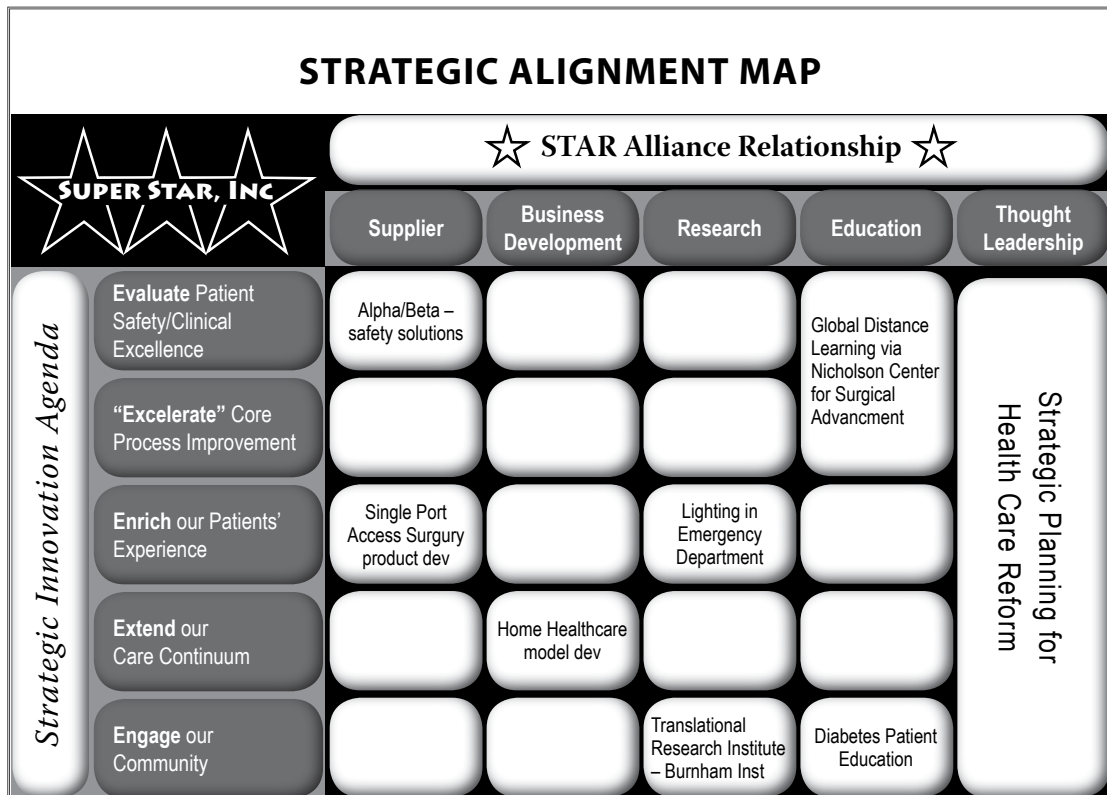 STRATEGIC ALIGNMENT MAP
SUPER STAR, INC
STAR Alliance Relationship
Supplier
Business
Development
Research
Education
Thought
Leadership
Strategic Innovation Agenda
Evaluate Patient
Safety/Clinical
Excellence
Alpha/Beta –
safety solutions
Global Distance
Learning via
Nicholson Center
for Surgical
Advancment
Strategic Planning for
Health Care Reform
“Excelerate” Core
Process Improvement
Enrich our Patients’
Experience
Single Port
Access Surgury
product dev
Lighting in
Emergency
Department
Extend our
Care Continuum
Home Healthcare
model dev
Engage our
Community
Translational
Research Institute
– Burnham Inst
Diabetes Patient
Education